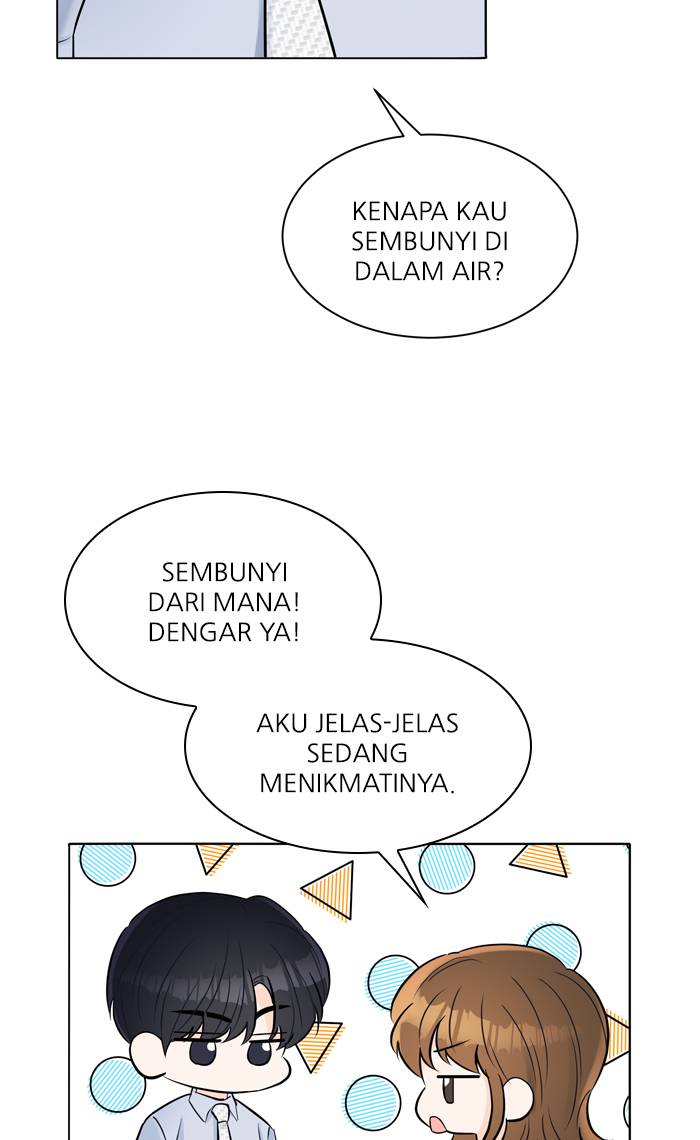 KENAPA KAU
SEMBUNYI DI
DALAM AIR?
SEMBUNYI
DARI MANA!
DENGAR YA!
AKU JELAS-JELAS
SEDANG
MENIKMATINYA.